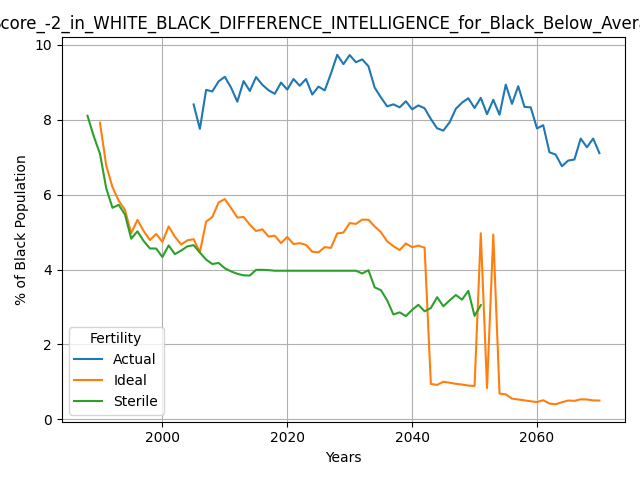 core_-2_in_WHITE_BLACK_DIFFERENCE_INTELLIGENCE_for_Black_Below_Avera
% of Black Population
10
8
6
4
2
0
Fertility
Actual
Ideal
Sterile
2000
2020
2040
2060
Years